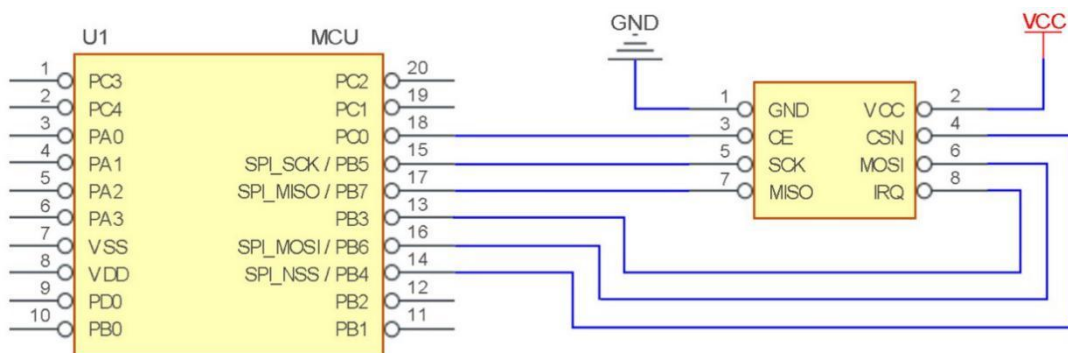 GND
VCC
U1 MCU
1 PC3 PC2 20
2 PC4 PC1 19
3 PA0 PC0 18
4 PA1 SPI_SCK / PB5 15
5 PA2 SPI_MISO / PB7 17
6 PA3 PB3 13
7 VSS SPI_MOSI / PB6 16
8 VDD SPI_NSS / PB4 14
9 PD0 PB2 12
10 PB0 PB1 11
1 GND VCC 2
3 CE CSN 4
5 SCK MOSI 6
7 MISO IRQ 8